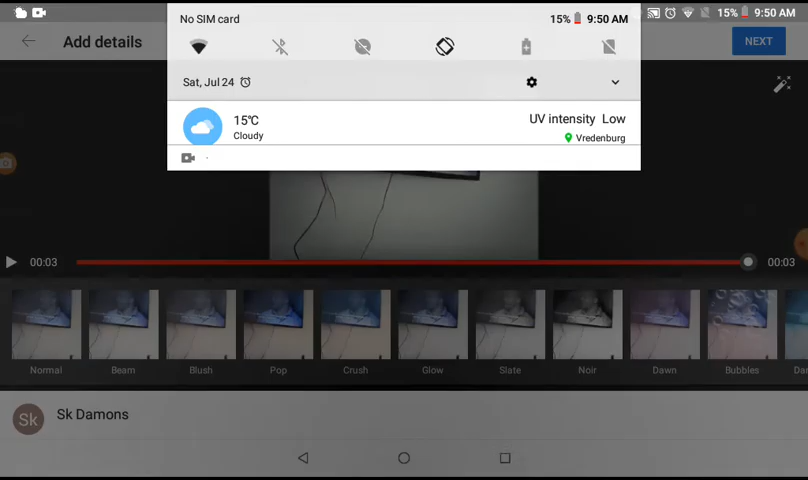 15% 9:50 AM
No SIM card 15% 9:50 AM
Add details
NEXT
Sat, Jul 24
15°C
Cloudy
UV intensity Low
Vredenburg
00:03
00:03
Normal
Beam
Blush
Pop
Crush
Glow
Slate
Noir
Dawn
Bubbles
Dar
Sk
Sk Damons